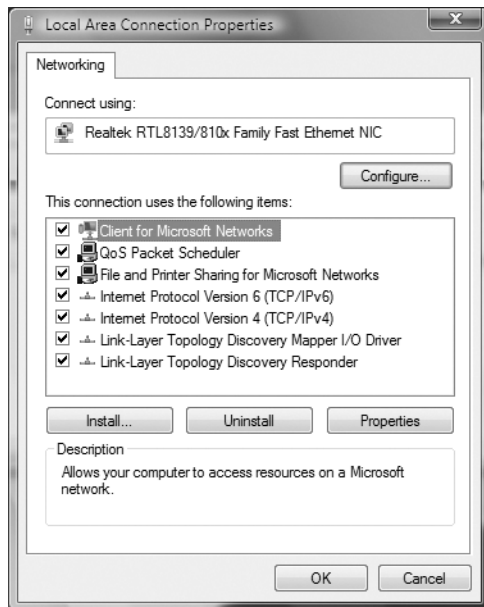 Local Area Connection Properties
Networking
Connect using:
Realtek RTL8139/810x Family Fast Ethernet NIC
Configure...
This connection uses the following items:
Client for Microsoft Networks
QoS Packet Scheduler
File and Printer Sharing for Microsoft Networks
Internet Protocol Version 6 (TCP/IPv6)
Internet Protocol Version 4 (TCP/IPv4)
Link-Layer Topology Discovery Mapper I/O Driver
Link-Layer Topology Discovery Responder
Install... Uninstall Properties
Description
Allows your computer to access resources on a Microsoft
network.
OK Cancel